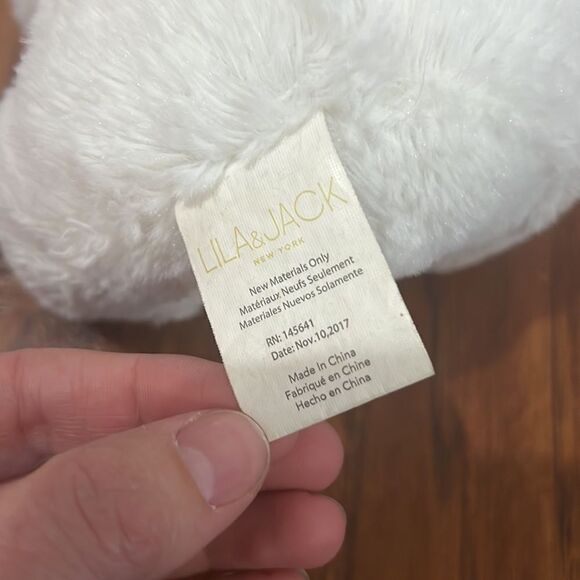 LILA&JACK
NEW YORK
New Materials Only
Matériaux Neufs Seulement
Materiales Nuevos Solamente
RN: 145641
Date: Nov.10,2017
Made In China
Fabriqué en Chine
Hecho en China